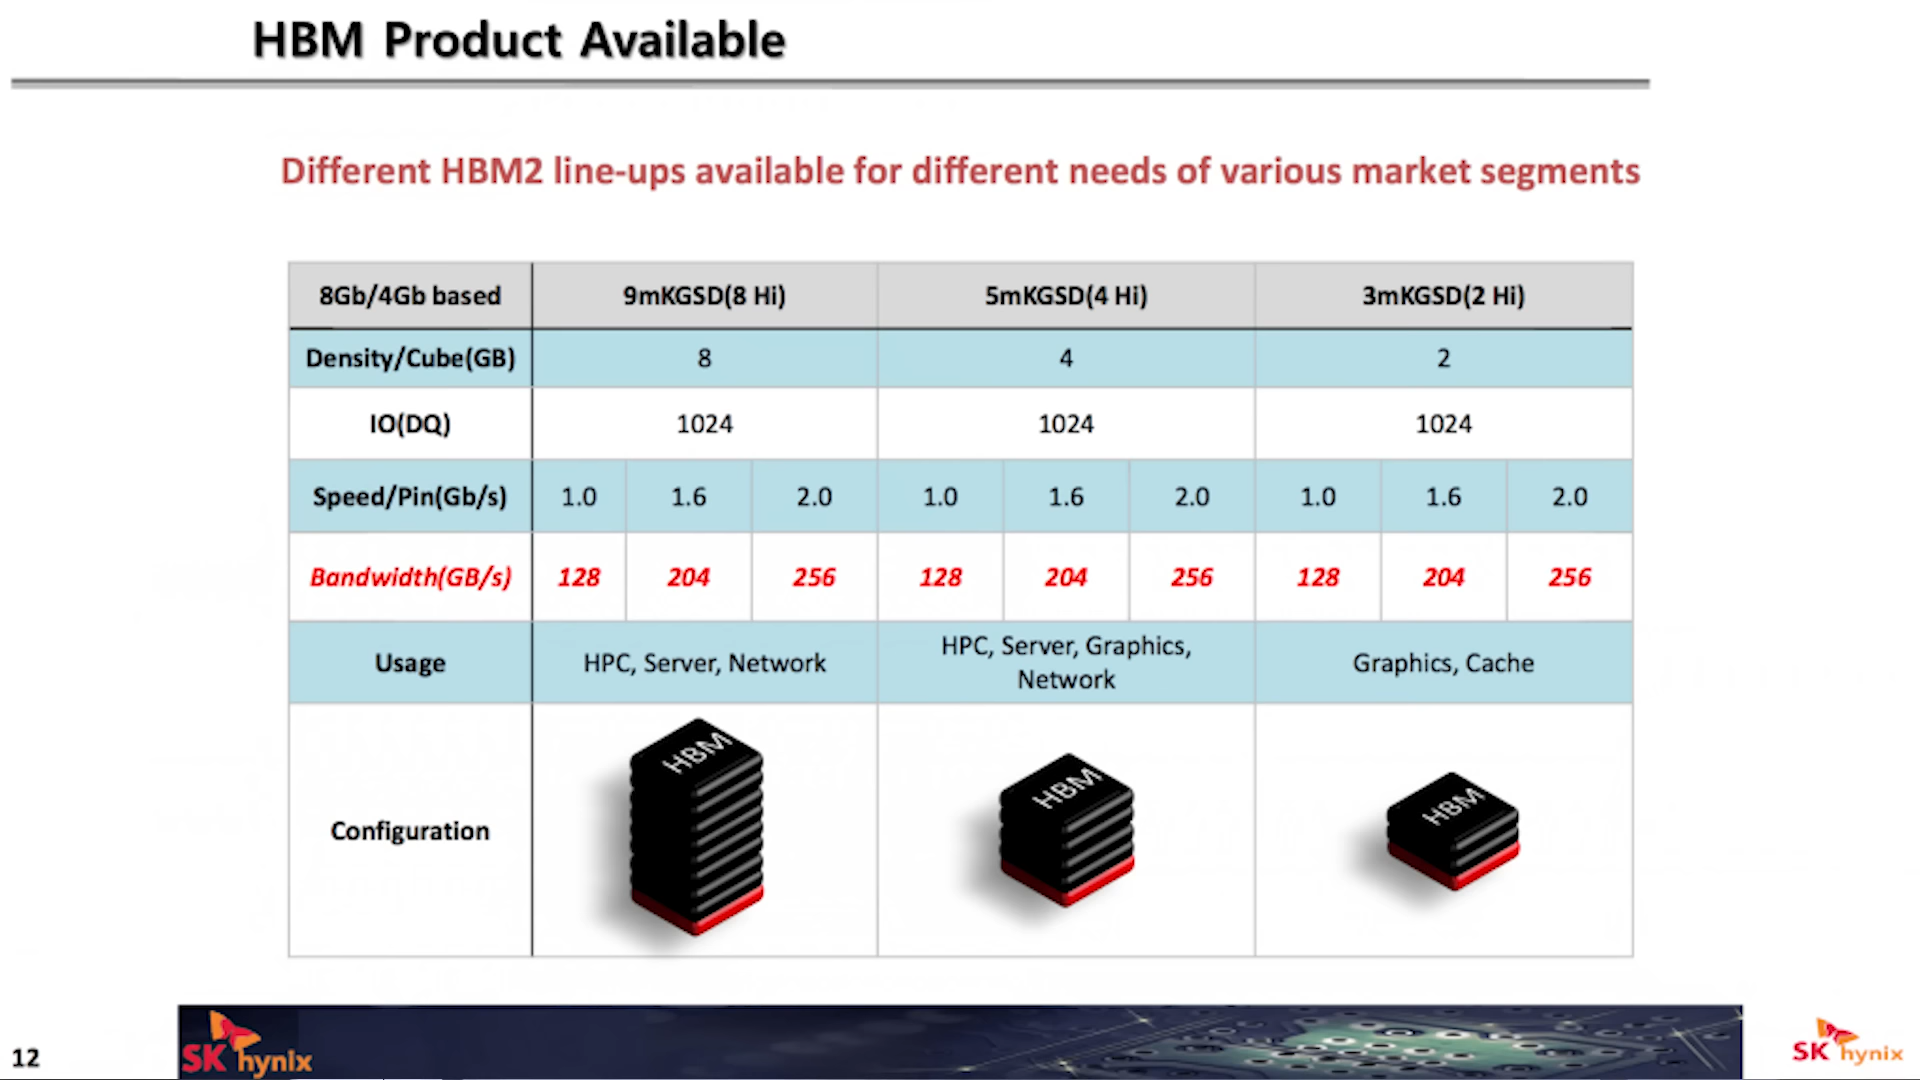 HBM Product Available
Different HBM2 line-ups available for different needs of various market segments
8Gb/4Gb based 9mKGSD(8 Hi) 5mKGSD(4 Hi) 3mKGSD(2 Hi)
Density/Cube(GB) 8 4 2
IO(DQ) 1024 1024 1024
Speed/Pin(Gb/s) 1.0 1.6 2.0 1.0 1.6 2.0 1.0 1.6 2.0
Bandwidth(GB/s) 128 204 256 128 204 256 128 204 256
Usage HPC, Server, Network HPC, Server, Graphics, Network Graphics, Cache
Configuration HBM HBM HBM
12 SK hynix SK hynix